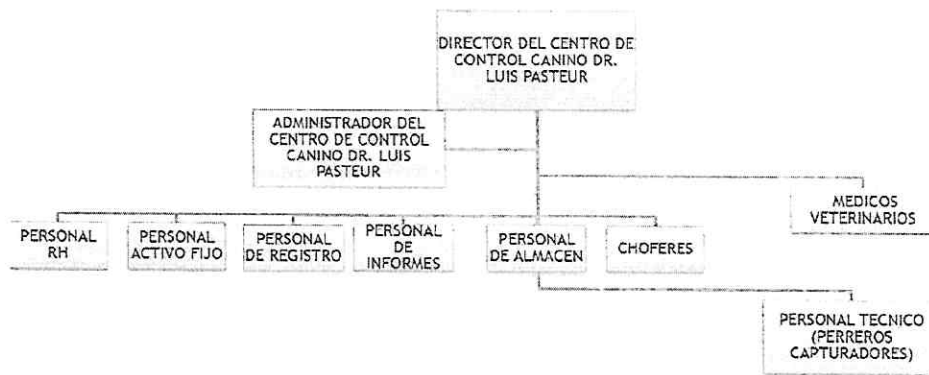 DIRECTOR DEL CENTRO DE
CONTROL CANINO DR.
LUIS PASTEUR
ADMINISTRADOR DEL
CENTRO DE CONTROL
CANINO DR. LUIS
PASTEUR
MEDICOS
VETERINARIOS
PERSONAL
RH
PERSONAL
ACTIVO FIJO
PERSONAL
DE REGISTRO
PERSONAL
DE
INFORMES
PERSONAL
DE ALMACEN
CHOFERES
PERSONAL TECNICO
(PERREROS
CAPTURADORES)